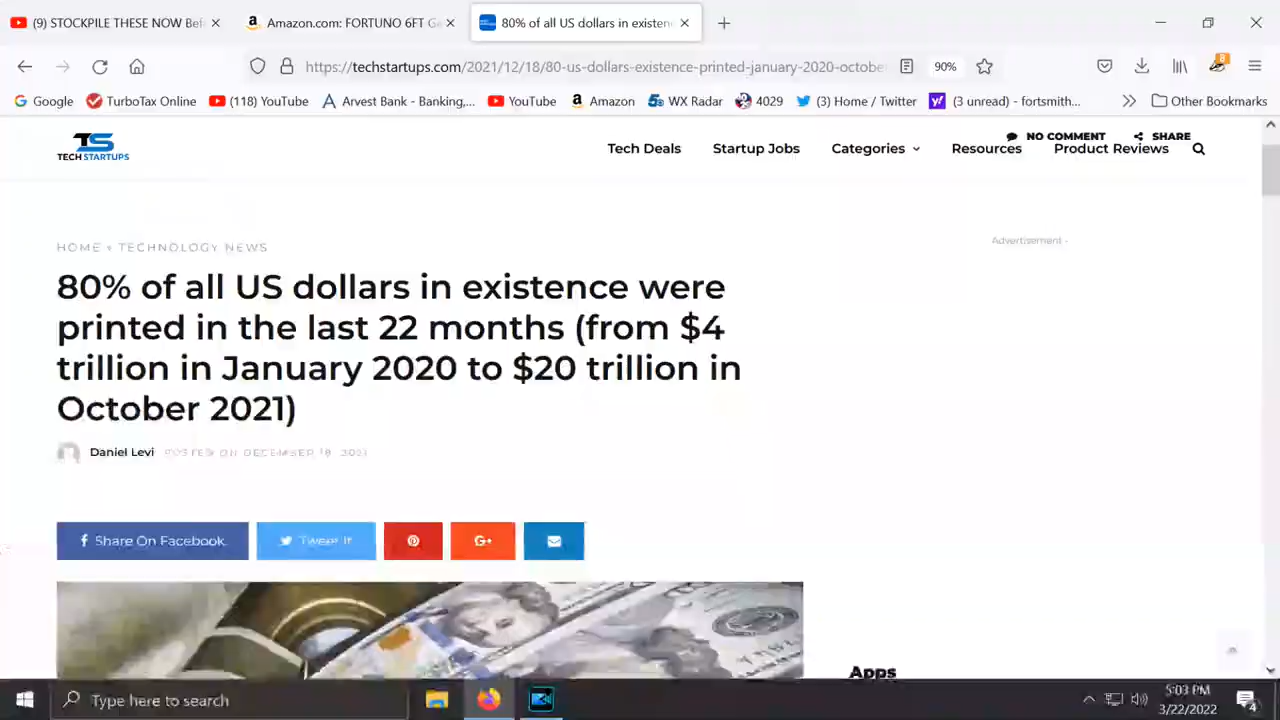 (9) STOCKPILE THESE NOW Bef
Amazon.com: FORTUNO 6FT Ge
80% of all US dollars in existenc
https://techstartups.com/2021/12/18/80-us-dollars-existence-printed-january-2020-octobe
90%
8
Google
TurboTax Online
(118) YouTube
Arvest Bank - Banking,...
YouTube
Amazon
WX Radar
4029
(3) Home / Twitter
(3 unread) - fortsmith...
Other Bookmarks
TS
TECH STARTUPS
NO COMMENT
SHARE
Tech Deals
Startup Jobs
Categories
Resources
Product Reviews
Advertisement -
HOME » TECHNOLOGY NEWS
80% of all US dollars in existence were
printed in the last 22 months (from $4
trillion in January 2020 to $20 trillion in
October 2021)
Daniel Levi POSTED ON DECEMBER 18, 2021
Share On Facebook
Tweet It
Apps
Type here to search
5:03 PM
3/22/2022
4